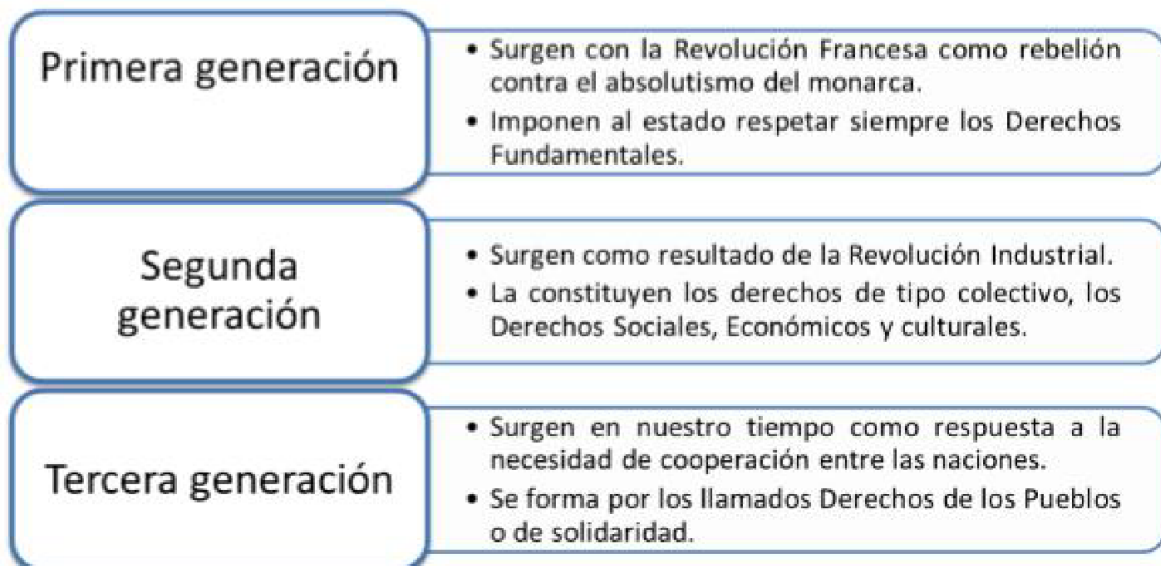 Primera generación
• Surgen con la Revolución Francesa como rebelión
contra el absolutismo del monarca.
• Imponen al estado respetar siempre los Derechos
Fundamentales.
Segunda
generación
• Surgen como resultado de la Revolución Industrial.
• La constituyen los derechos de tipo colectivo, los
Derechos Sociales, Económicos y culturales.
Tercera generación
• Surgen en nuestro tiempo como respuesta a la
necesidad de cooperación entre las naciones.
• Se forma por los llamados Derechos de los Pueblos
o de solidaridad.